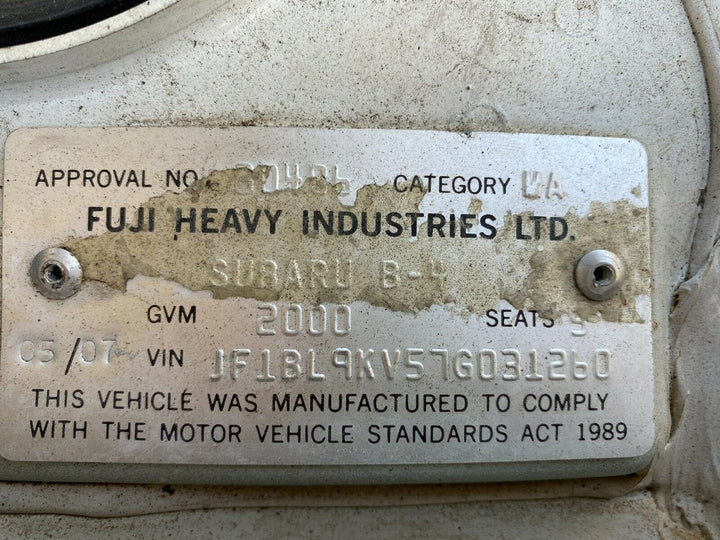 APPROVAL NO CATEGORY
FUJI HEAVY INDUSTRIES LTD.
SUBARU B-4
GVM 2000 SEATS 5
05/07 VIN JF1BL9KV57G031260
THIS VEHICLE WAS MANUFACTURED TO COMPLY
WITH THE MOTOR VEHICLE STANDARDS ACT 1989